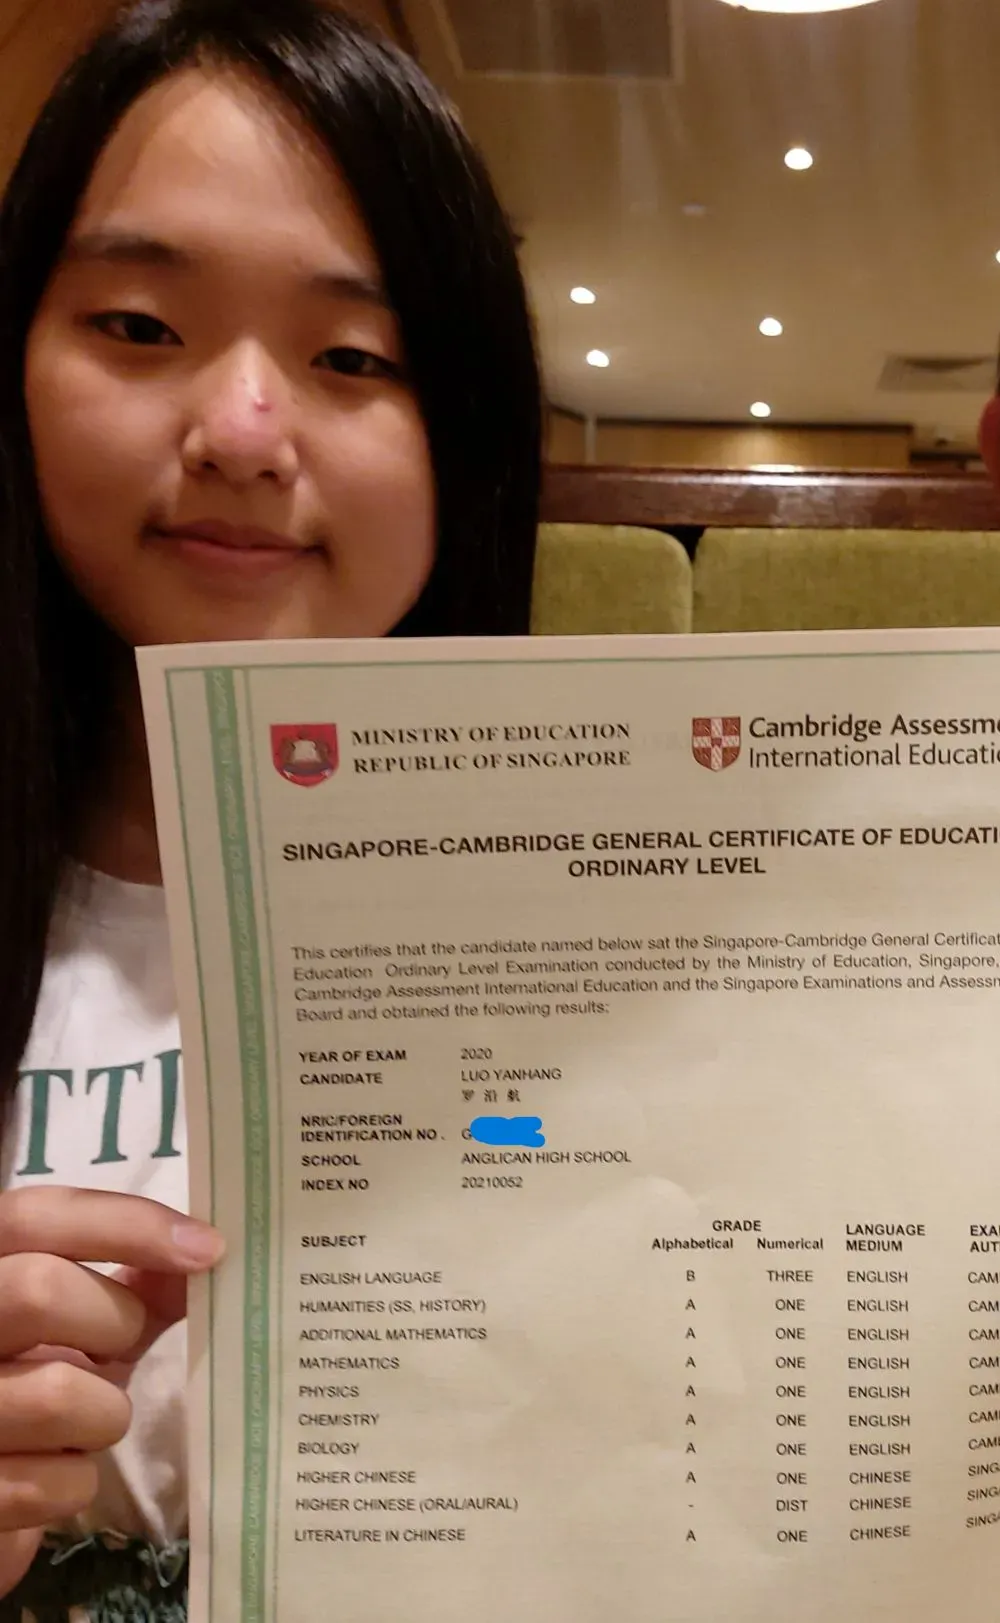 MINISTRY OF EDUCATION
REPUBLIC OF SINGAPORE
Cambridge Assessm
International Educati
SINGAPORE-CAMBRIDGE GENERAL CERTIFICATE OF EDUCATI
ORDINARY LEVEL
This certifies that the candidate named below sat the Singapore-Cambridge General Certificat
Education Ordinary Level Examination conducted by the Ministry of Education, Singapore,
Cambridge Assessment International Education and the Singapore Examinations and Assessm
Board and obtained the following results:
YEAR OF EXAM 2020
CANDIDATE LUO YANHANG
NRIC/FOREIGN
IDENTIFICATION NO. G
SCHOOL ANGLICAN HIGH SCHOOL
INDEX NO 20210052
SUBJECT GRADE LANGUAGE MEDIUM EXA AUT
Alphabetical Numerical
ENGLISH LANGUAGE B THREE ENGLISH CAM
HUMANITIES (SS, HISTORY) A ONE ENGLISH CAM
ADDITIONAL MATHEMATICS A ONE ENGLISH CAM
MATHEMATICS A ONE ENGLISH CAM
PHYSICS A ONE ENGLISH CAM
CHEMISTRY A ONE ENGLISH CAM
BIOLOGY A ONE ENGLISH CAM
HIGHER CHINESE A ONE CHINESE SING
HIGHER CHINESE (ORAL/AURAL) - DIST CHINESE SING
LITERATURE IN CHINESE A ONE CHINESE SING
TTL